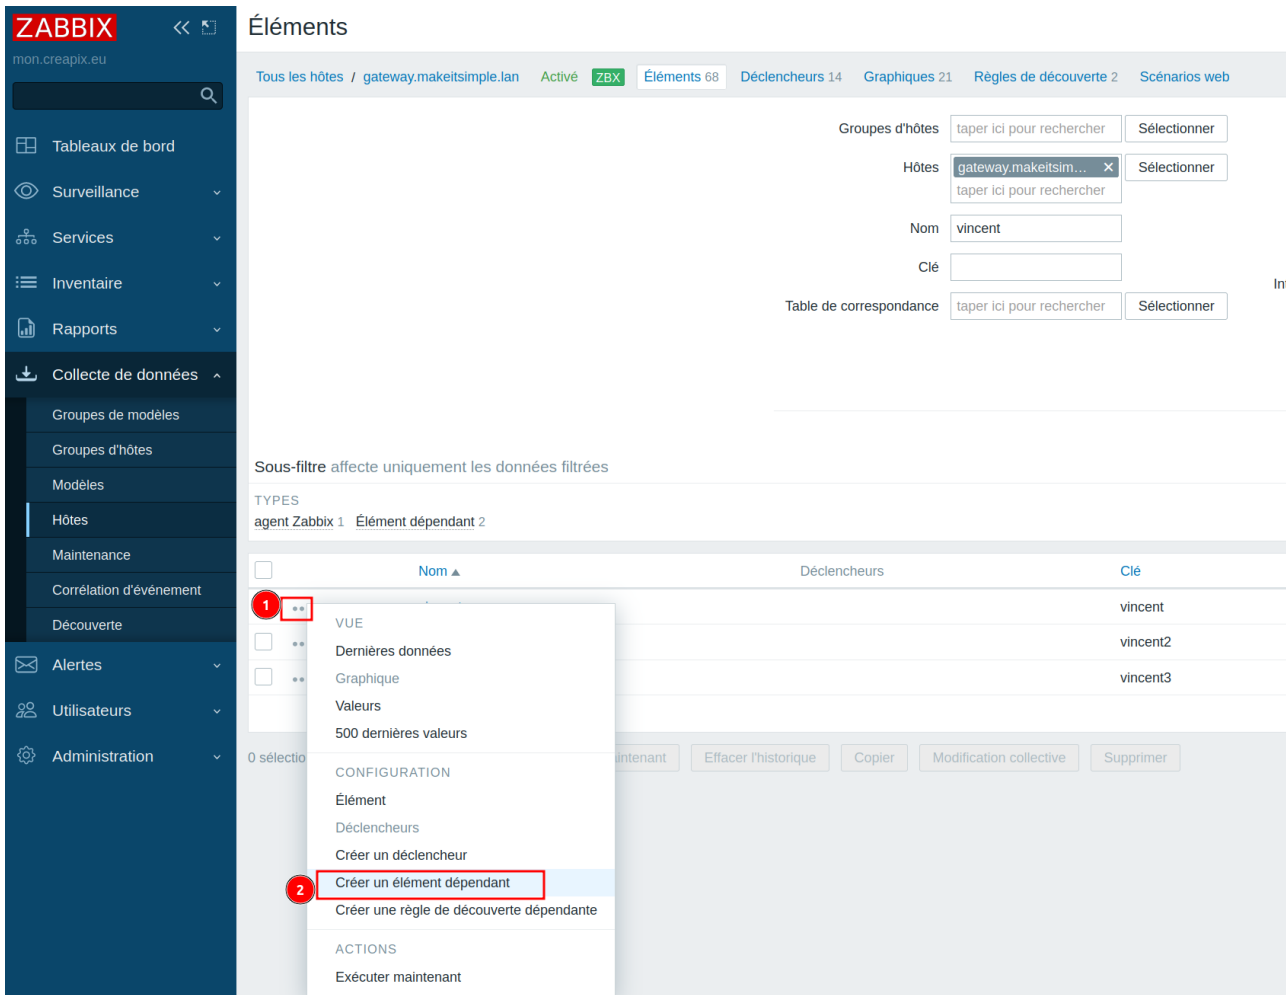 ZABBIX
mon.creapix.eu
Tableaux de bord
Surveillance
Services
Inventaire
Rapports
Collecte de données
Groupes de modèles
Groupes d'hôtes
Modèles
Hôtes
Maintenance
Corrélation d'événement
Découverte
Alertes
Utilisateurs
Administration
Éléments
Tous les hôtes / gateway.makeitsimple.lan Activé ZBX Éléments 68 Déclencheurs 14 Graphiques 21 Règles de découverte 2 Scénarios web
Groupes d'hôtes taper ici pour rechercher Sélectionner
Hôtes gateway.makeitsim... Sélectionner
taper ici pour rechercher
Nom vincent
Clé
Int
Table de correspondance taper ici pour rechercher Sélectionner
Sous-filtre affecte uniquement les données filtrées
TYPES
agent Zabbix 1 Élément dépendant 2
Nom Déclencheurs Clé
1 vincent
vincent2
vincent3
0 sélectio
intenant Effacer l'historique Copier Modification collective Supprimer
VUE
Dernières données
Graphique
Valeurs
500 dernières valeurs
CONFIGURATION
Élément
Déclencheurs
Créer un déclencheur
2 Créer un elément dépendant
Créer une règle de découverte dépendante
ACTIONS
Exécuter maintenant